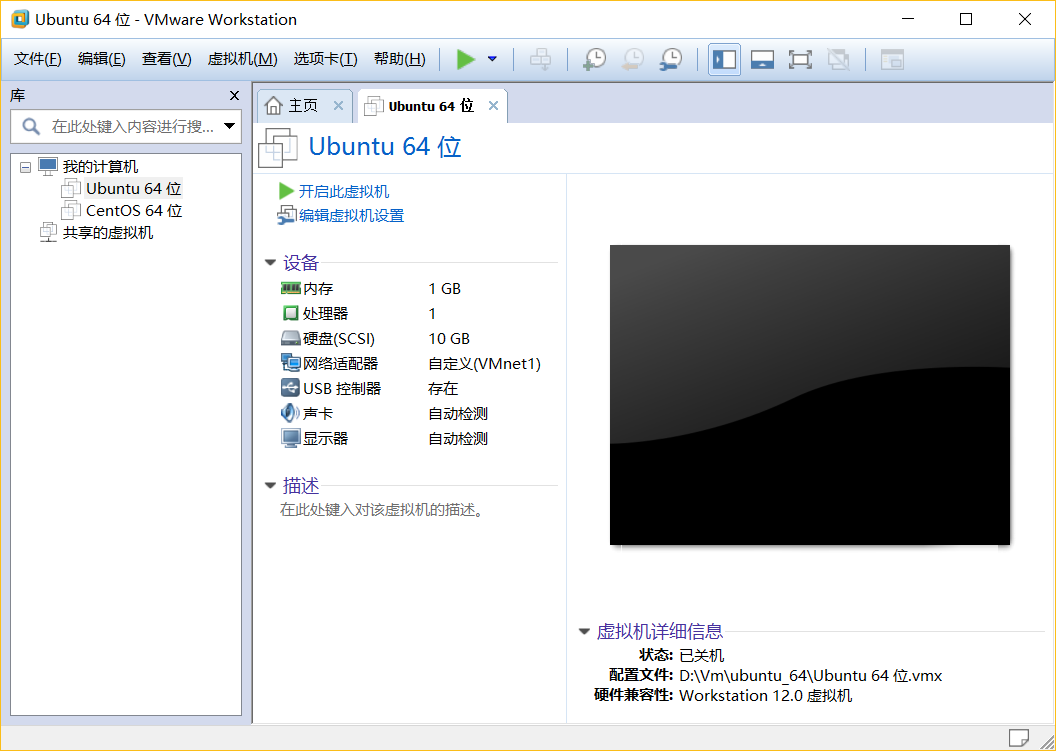 Ubuntu 64 位 - VMware Workstation
文件(F) 编辑(E) 查看(V) 虚拟机(M) 选项卡(T) 帮助(H)
库
在此处键入内容进行搜...
我的计算机
Ubuntu 64 位
CentOS 64 位
共享的虚拟机
主页
Ubuntu 64 位
Ubuntu 64 位
开启此虚拟机
编辑虚拟机设置
设备
内存 1 GB
处理器 1
硬盘(SCSI) 10 GB
网络适配器 自定义(VMnet1)
USB 控制器 存在
声卡 自动检测
显示器 自动检测
描述
在此处键入对该虚拟机的描述。
虚拟机详细信息
状态: 已关机
配置文件: D:\Vm\ubuntu_64\Ubuntu 64 位.vmx
硬件兼容性: Workstation 12.0 虚拟机